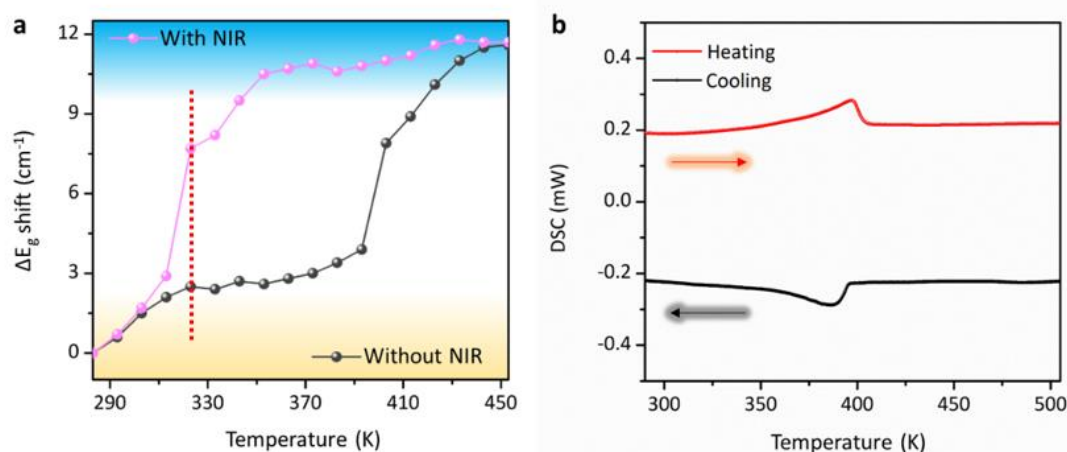 a
With NIR
Without NIR
ΔE_g shift (cm⁻¹)
12
9
6
3
0
290
330
370
410
450
Temperature (K)
b
Heating
Cooling
DSC (mW)
0.4
0.2
0.0
-0.2
-0.4
300
350
400
450
500
Temperature (K)